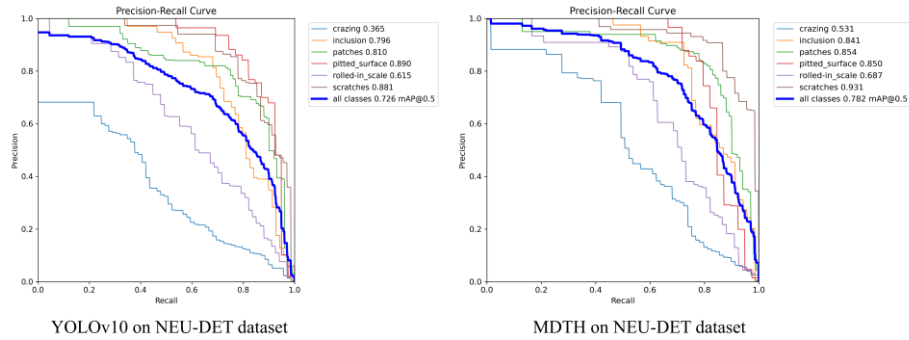 Precision-Recall Curve
1.0
0.8
0.6
0.4
0.2
0.0
Precision
0.0 0.2 0.4 0.6 0.8 1.0
Recall
crazing 0.365
inclusion 0.796
patches 0.810
pitted_surface 0.890
rolled-in_scale 0.615
scratches 0.881
all classes 0.726 mAP@0.5
YOLOv10 on NEU-DET dataset
Precision-Recall Curve
1.0
0.8
0.6
0.4
0.2
0.0
Precision
0.0 0.2 0.4 0.6 0.8 1.0
Recall
crazing 0.531
inclusion 0.841
patches 0.854
pitted_surface 0.850
rolled-in_scale 0.687
scratches 0.931
all classes 0.782 mAP@0.5
MDTH on NEU-DET dataset